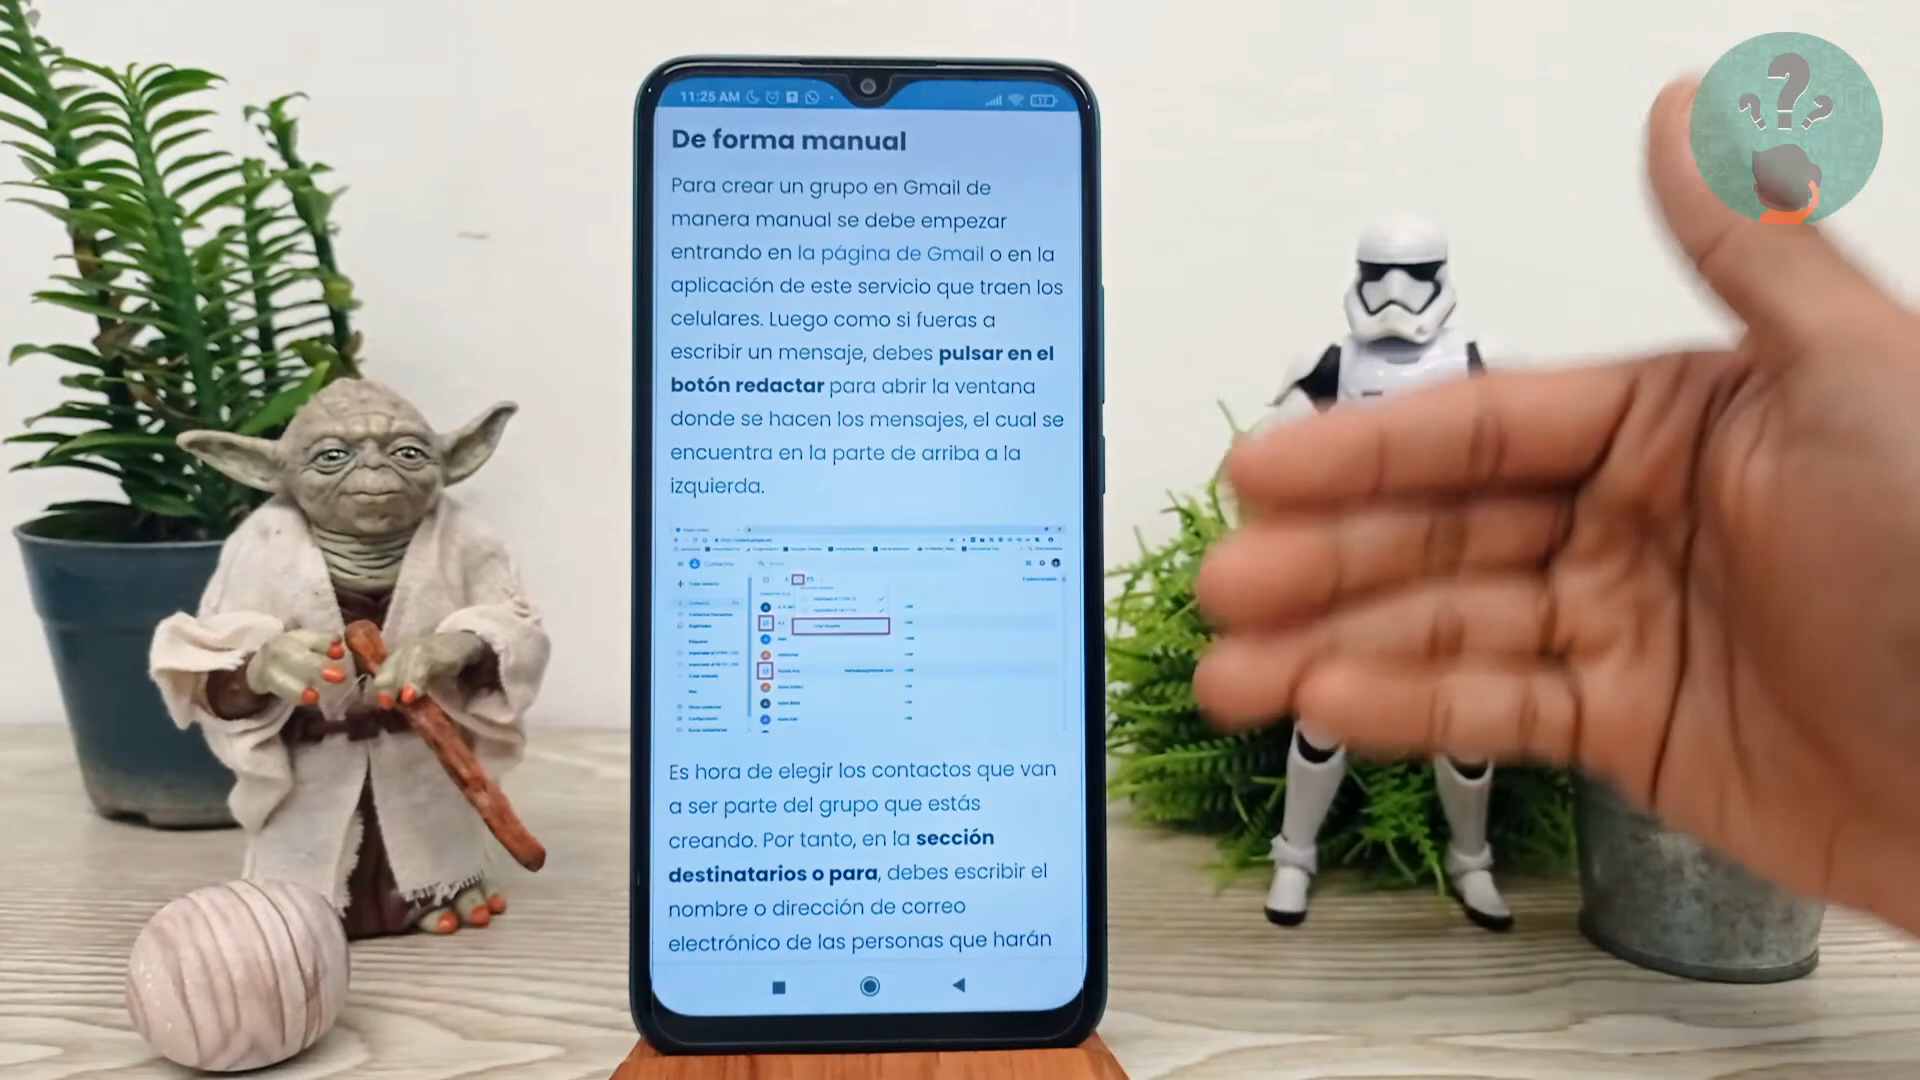 11:25 AM
17
De forma manual
Para crear un grupo en Gmail de
manera manual se debe empezar
entrando en la página de Gmail o en la
aplicación de este servicio que traen los
celulares. Luego como si fueras a
escribir un mensaje, debes pulsar en el
botón redactar para abrir la ventana
donde se hacen los mensajes, el cual se
encuentra en la parte de arriba a la
izquierda.
Contactos
Es hora de elegir los contactos que van
a ser parte del grupo que estás
creando. Por tanto, en la sección
destinatarios o para, debes escribir el
nombre o dirección de correo
electrónico de las personas que harán